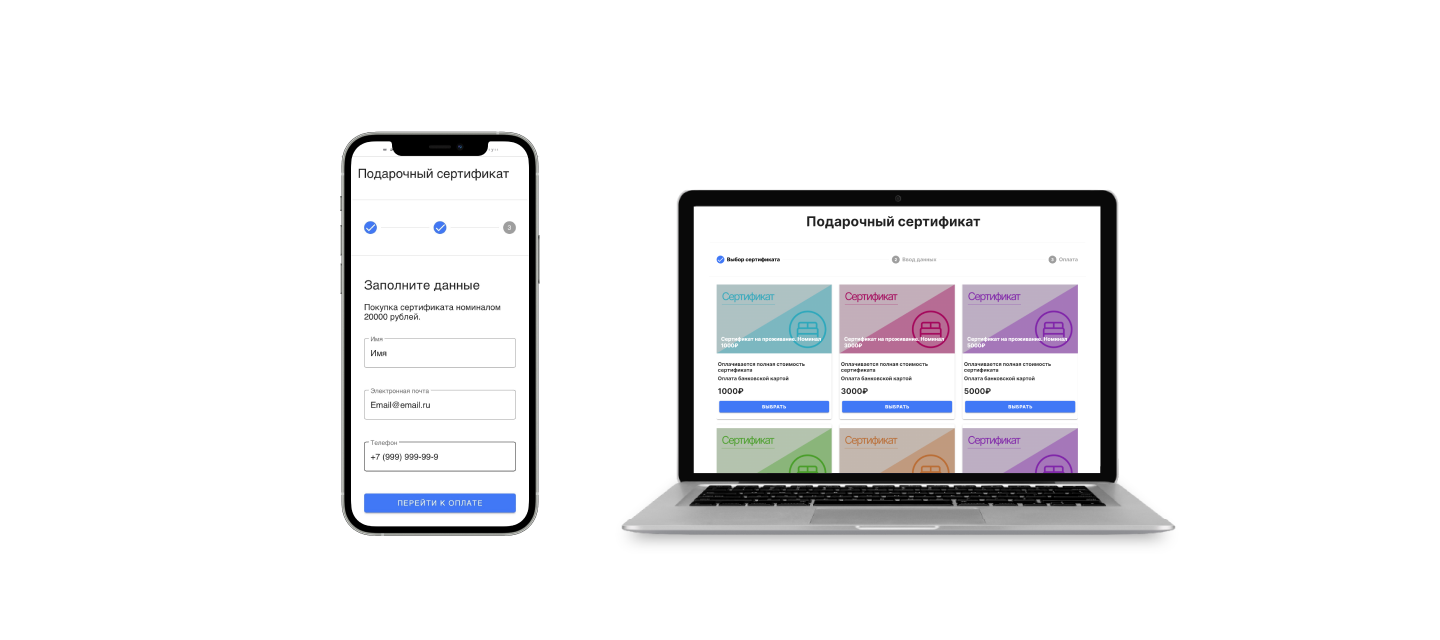 Подарочный сертификат
3
Заполните данные
Покупка сертификата номиналом
20000 рублей.
Имя
Имя
Электронная почта
Email@email.ru
Телефон
+7 (999) 999-99-9
ПЕРЕЙТИ К ОПЛАТЕ
Подарочный сертификат
Выбор сертификата
2 Ввод данных
3 Оплата
Сертификат
Сертификат на проживание. Номинал
1000₽
Оплачивается полная стоимость
сертификата
Оплата банковской картой
1000₽
ВЫБРАТЬ
Сертификат
Сертификат на проживание. Номинал
3000₽
Оплачивается полная стоимость
сертификата
Оплата банковской картой
3000₽
ВЫБРАТЬ
Сертификат
Сертификат на проживание. Номинал
5000₽
Оплачивается полная стоимость
сертификата
Оплата банковской картой
5000₽
ВЫБРАТЬ
Сертификат
Сертификат
Сертификат